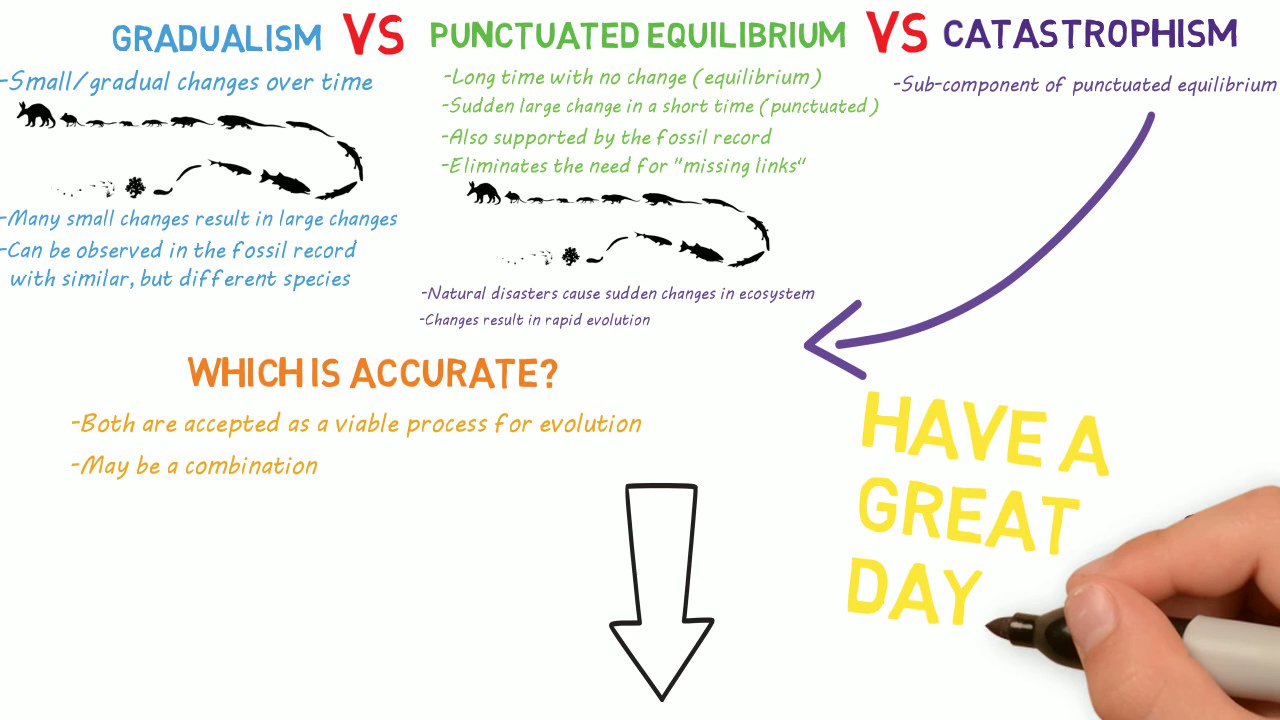 GRADUALISM VS PUNCTUATED EQUILIBRIUM VS CATASTROPHISM
-Small/gradual changes over time
-Many small changes result in large changes
-Can be observed in the fossil record
with similar, but different species
-Long time with no change (equilibrium)
-Sudden large change in a short time (punctuated)
-Also supported by the fossil record
-Eliminates the need for "missing links"
-Natural disasters cause sudden changes in ecosystem
-Changes result in rapid evolution
-Sub-component of punctuated equilibrium
WHICH IS ACCURATE?
-Both are accepted as a viable process for evolution
-May be a combination
HAVE A
GREAT
DAY